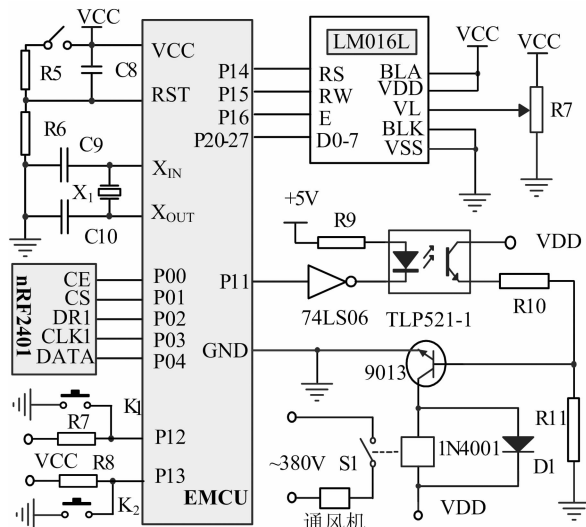 VCC
LM016L
VCC
VCC
R5
C8
VCC
RST
P14
P15
P16
P20-27
RS
RW
E
D0-7
BLA
VDD
VL
BLK
VSS
R7
R6
C9
X1
C10
XIN
XOUT
+5V
R9
VDD
nRF2401
CE
CS
DR1
CLK1
DATA
P00
P01
P02
P03
P04
P11
74LS06
TLP521-1
R10
GND
9013
R11
K1
R7
P12
VCC
R8
P13
K2
EMCU
~380V
S1
1N4001
D1
通风机
VDD